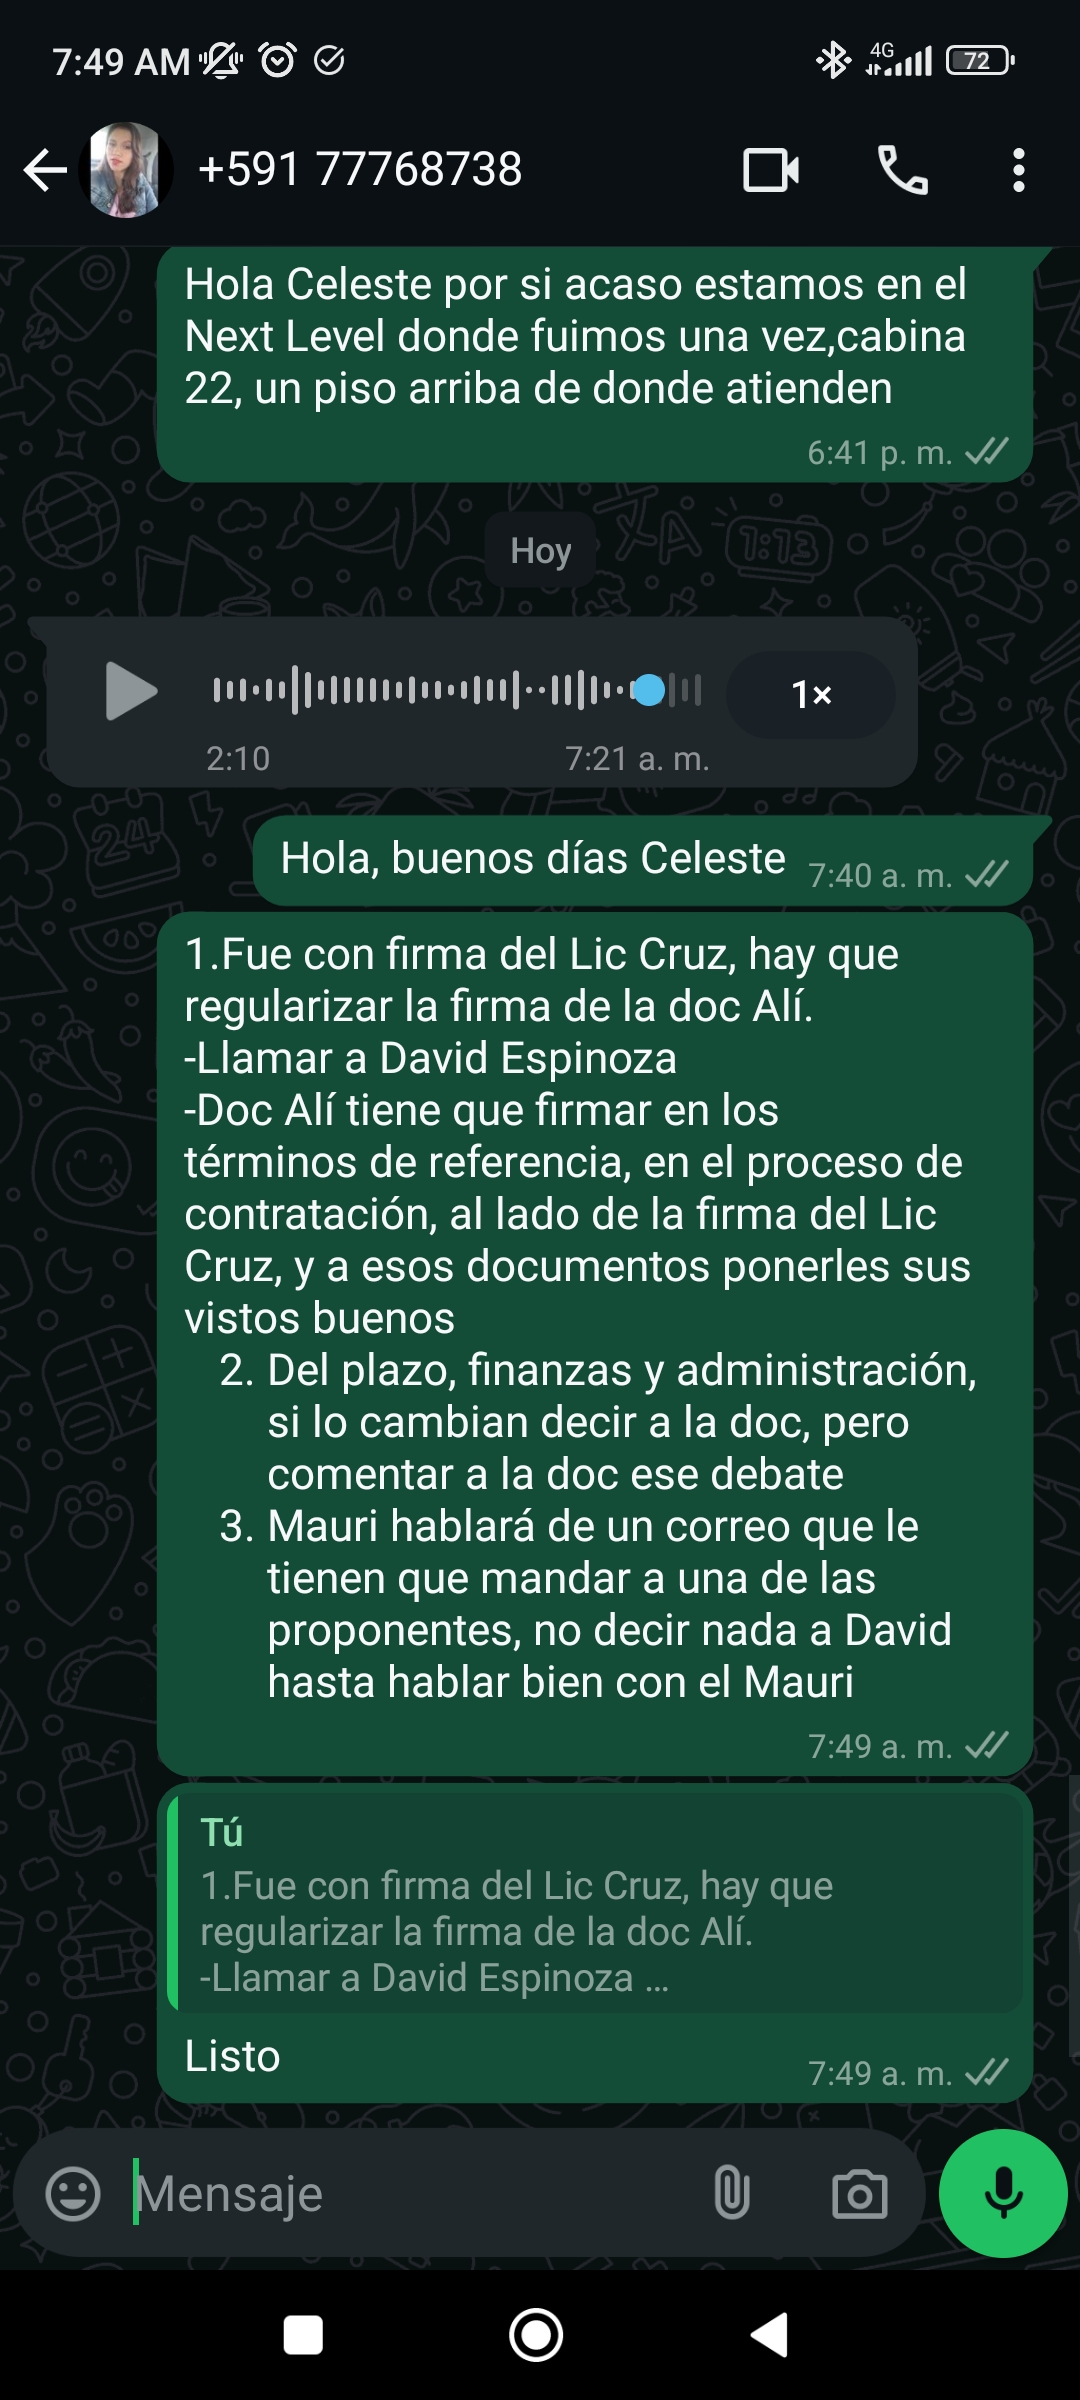 7:49 AM
4G
72
+591 77768738
Hola Celeste por si acaso estamos en el
Next Level donde fuimos una vez,cabina
22, un piso arriba de donde atienden
6:41 p. m.
Hoy
1×
2:10
7:21 a. m.
Hola, buenos días Celeste
7:40 a. m.
1.Fue con firma del Lic Cruz, hay que
regularizar la firma de la doc Alí.
-Llamar a David Espinoza
-Doc Alí tiene que firmar en los
términos de referencia, en el proceso de
contratación, al lado de la firma del Lic
Cruz, y a esos documentos ponerles sus
vistos buenos
2. Del plazo, finanzas y administración,
si lo cambian decir a la doc, pero
comentar a la doc ese debate
3. Mauri hablará de un correo que le
tienen que mandar a una de las
proponentes, no decir nada a David
hasta hablar bien con el Mauri
7:49 a. m.
Tú
1.Fue con firma del Lic Cruz, hay que
regularizar la firma de la doc Alí.
-Llamar a David Espinoza ...
Listo
7:49 a. m.
Mensaje